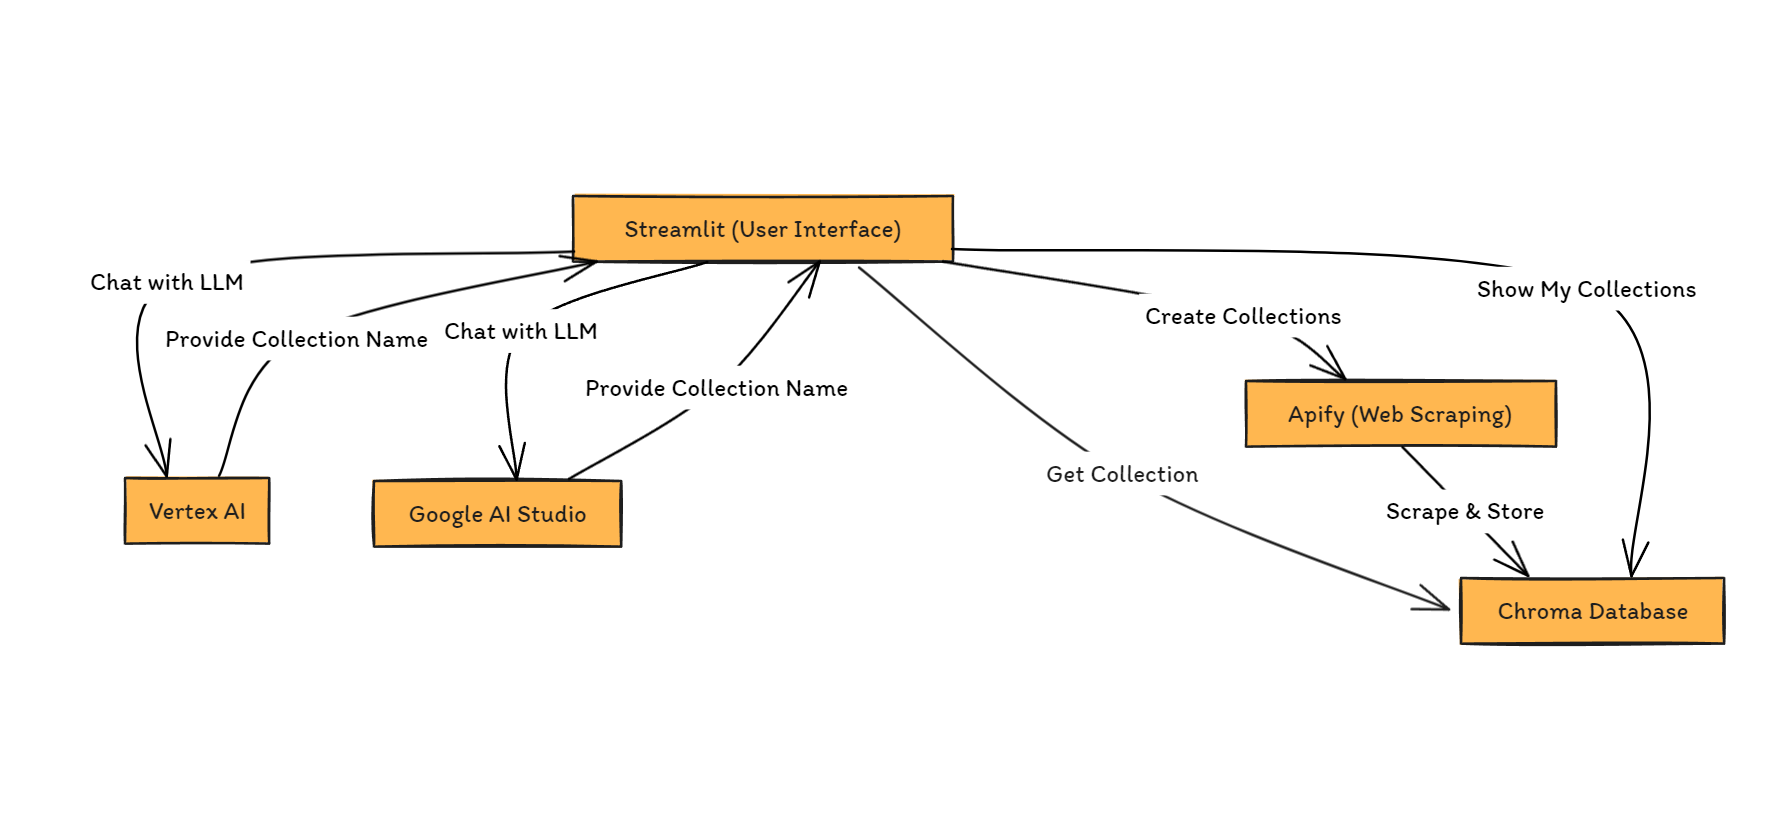 Streamlit (User Interface)
Chat with LLM
Show My Collections
Create Collections
Provide Collection Name
Chat with LLM
Provide Collection Name
Apify (Web Scraping)
Get Collection
Vertex AI
Google AI Studio
Scrape & Store
Chroma Database